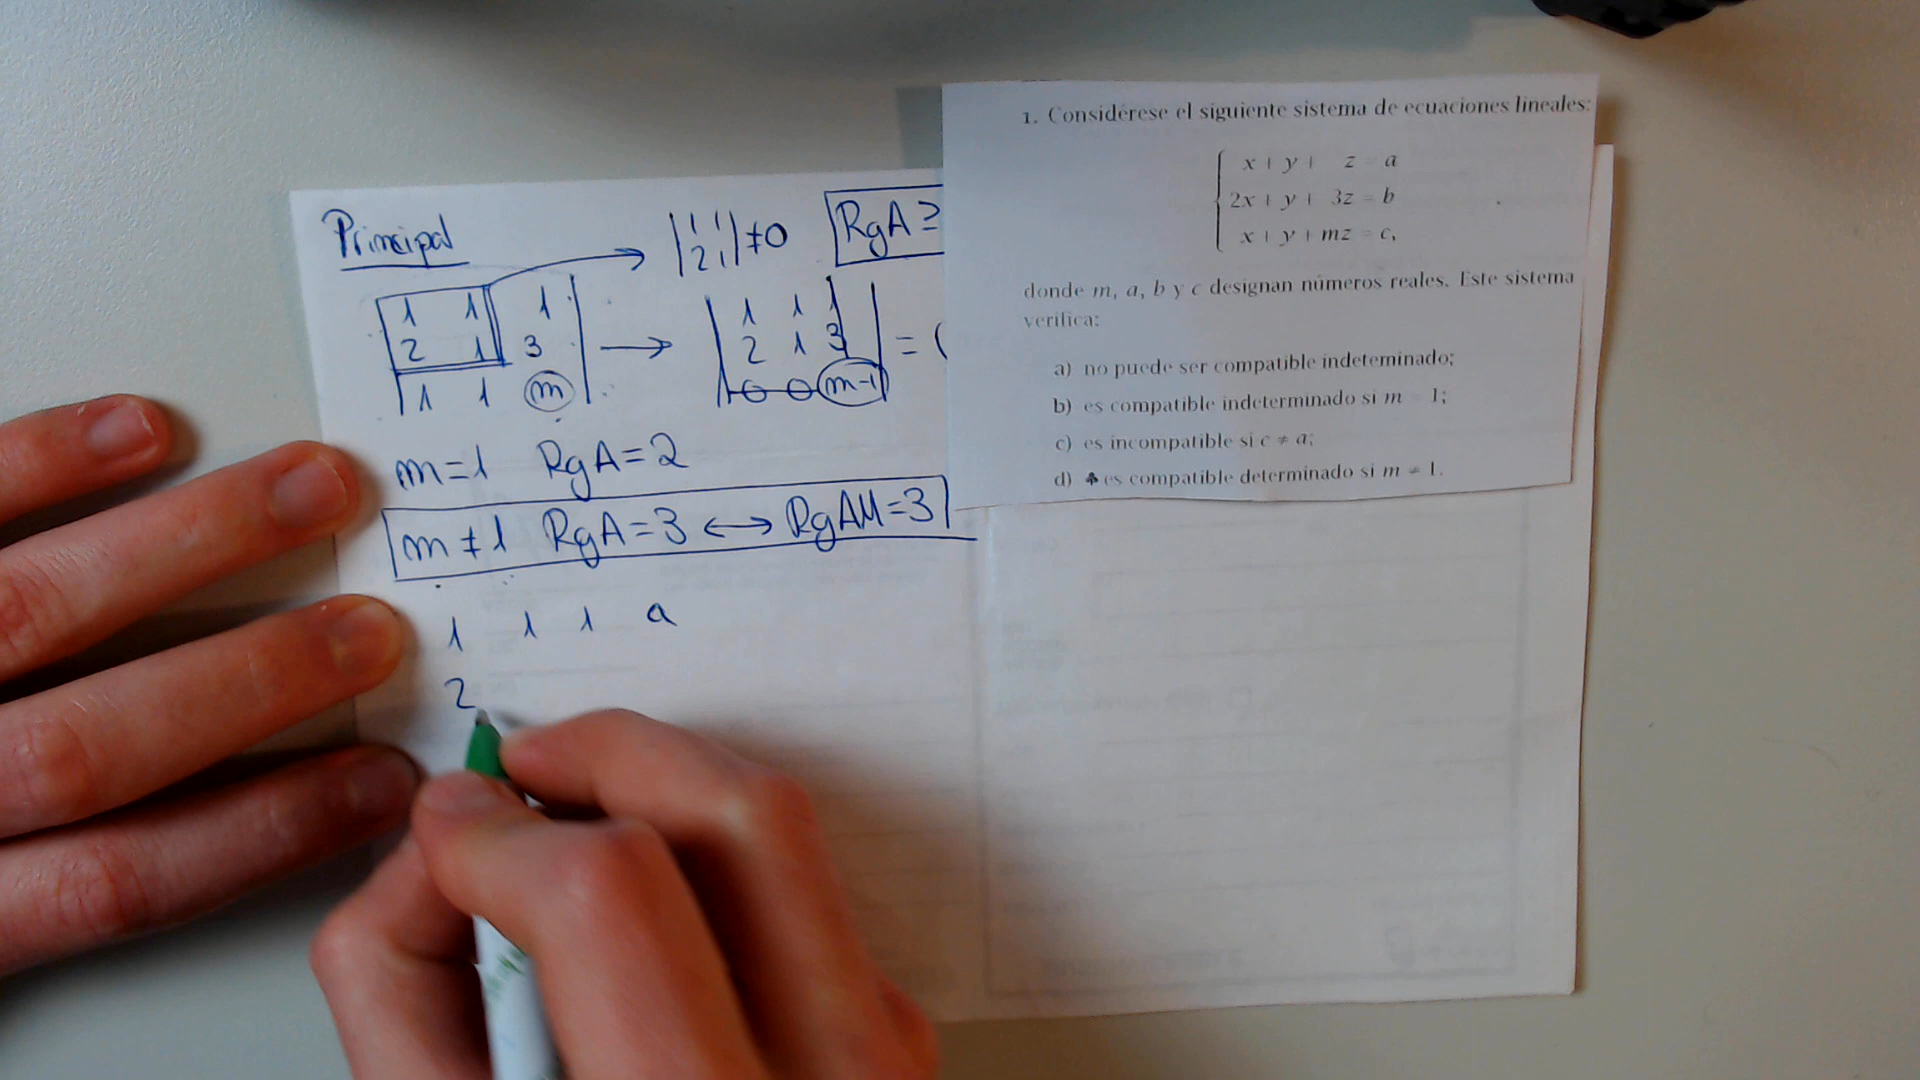 Principal
|1 1
2 1| ≠0
RgA ≥
1 1 1
2 1 3
1 1 m
1 1 1
2 1 3
0 0 m-1
= (
m=1 RgA=2
m≠1 RgA=3 ↔ RgAM=3
1 1 1 a
2
1. Considérese el siguiente sistema de ecuaciones lineales:
x + y + z = a
2x + y + 3z = b
x + y + mz = c,
donde m, a, b y c designan números reales. Este sistema
verifica:
a) no puede ser compatible indeteminado;
b) es compatible indeterminado si m = 1;
c) es incompatible si c ≠ a;
d) ♣ es compatible determinado si m ≠ 1.